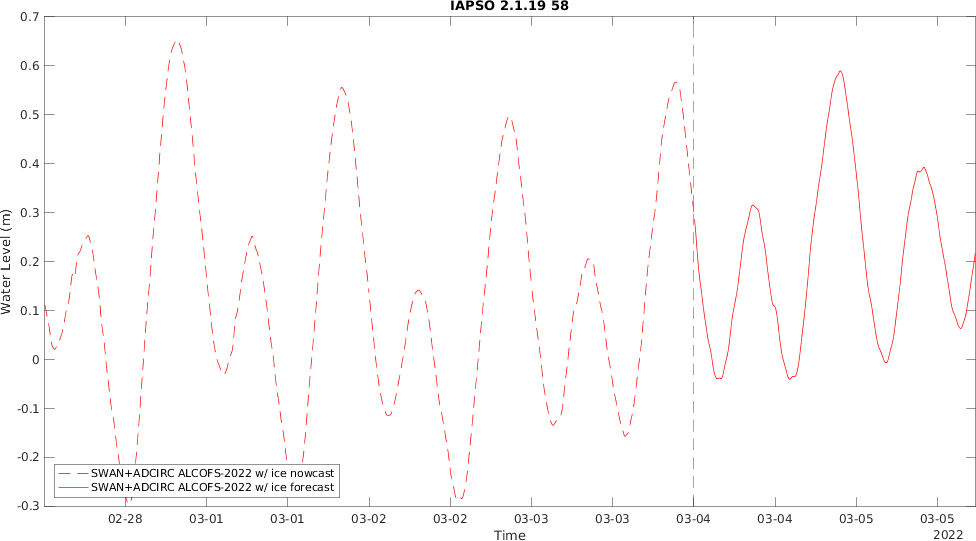 IAPSO 2.1.19 58
0.7
0.6
0.5
0.4
0.3
0.2
0.1
0
-0.1
-0.2
-0.3
Water Level (m)
SWAN+ADCIRC ALCOFS-2022 w/ ice nowcast
SWAN+ADCIRC ALCOFS-2022 w/ ice forecast
02-28 03-01 03-01 03-02 03-02 03-03 03-03 03-04 03-04 03-05 03-05
Time
2022